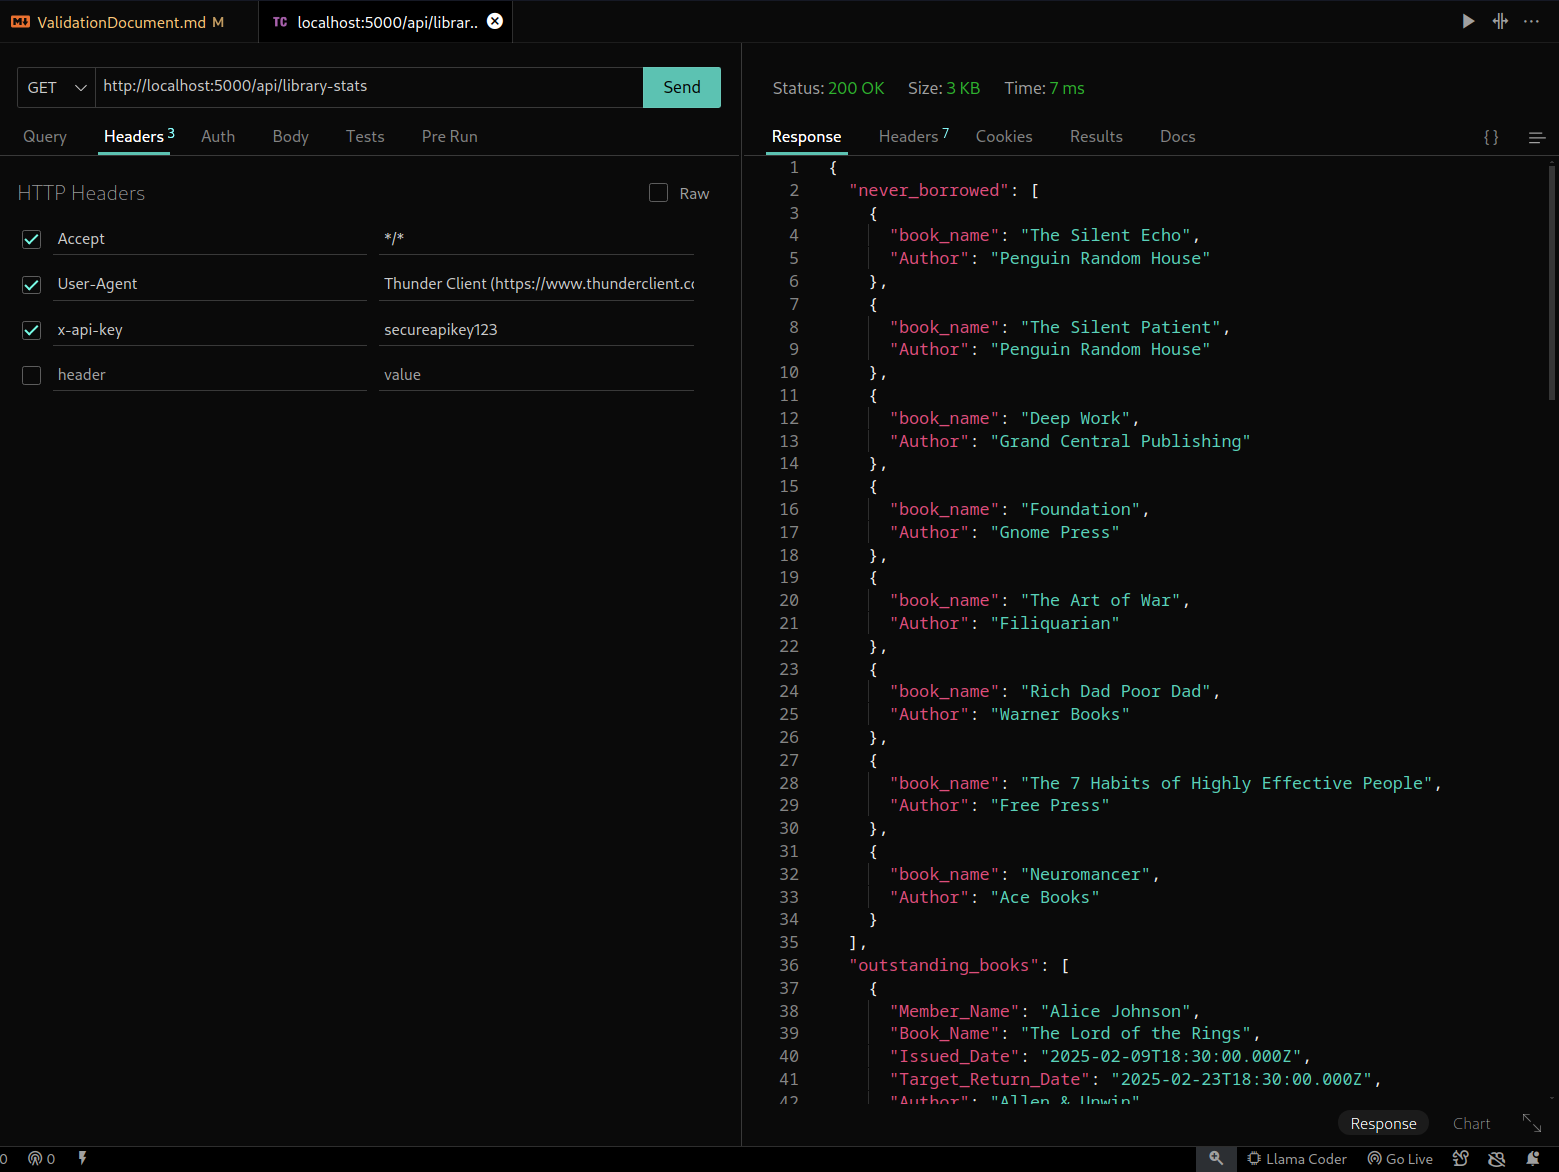 ValidationDocument.md M
TC localhost:5000/api/librar..
GET http://localhost:5000/api/library-stats Send
Query Headers 3 Auth Body Tests Pre Run
HTTP Headers Raw
Accept */*
User-Agent Thunder Client (https://www.thunderclient.co
x-api-key secureapikey123
header value
Status: 200 OK Size: 3 KB Time: 7 ms
Response Headers 7 Cookies Results Docs { }
1 {
2 "never_borrowed": [
3 {
4 "book_name": "The Silent Echo",
5 "Author": "Penguin Random House"
6 },
7 {
8 "book_name": "The Silent Patient",
9 "Author": "Penguin Random House"
10 },
11 {
12 "book_name": "Deep Work",
13 "Author": "Grand Central Publishing"
14 },
15 {
16 "book_name": "Foundation",
17 "Author": "Gnome Press"
18 },
19 {
20 "book_name": "The Art of War",
21 "Author": "Filiquarian"
22 },
23 {
24 "book_name": "Rich Dad Poor Dad",
25 "Author": "Warner Books"
26 },
27 {
28 "book_name": "The 7 Habits of Highly Effective People",
29 "Author": "Free Press"
30 },
31 {
32 "book_name": "Neuromancer",
33 "Author": "Ace Books"
34 }
35 ],
36 "outstanding_books": [
37 {
38 "Member_Name": "Alice Johnson",
39 "Book_Name": "The Lord of the Rings",
40 "Issued_Date": "2025-02-09T18:30:00.000Z",
41 "Target_Return_Date": "2025-02-23T18:30:00.000Z",
42 "Author": "Allen & Unwin"
Response Chart
0 0 Llama Coder Go Live